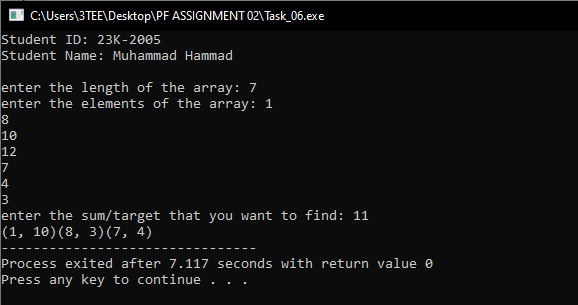 C:\Users\3TEE\Desktop\PF ASSIGNMENT 02\Task_06.exe
Student ID: 23K-2005
Student Name: Muhammad Hammad
enter the length of the array: 7
enter the elements of the array: 1
8
10
12
7
4
3
enter the sum/target that you want to find: 11
(1, 10)(8, 3)(7, 4)
--------------------------------
Process exited after 7.117 seconds with return value 0
Press any key to continue . . .